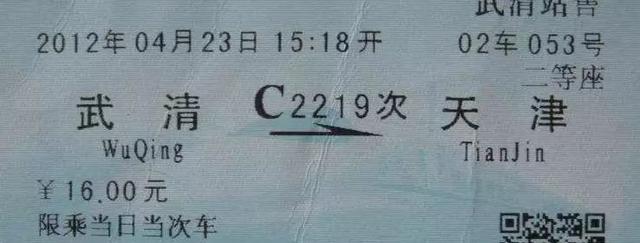 武清站售
2012年04月23日 15:18开 02车 053号
二等座
武清 C2219次 天津
WuQing TianJin
￥16.00元
限乘当日当次车